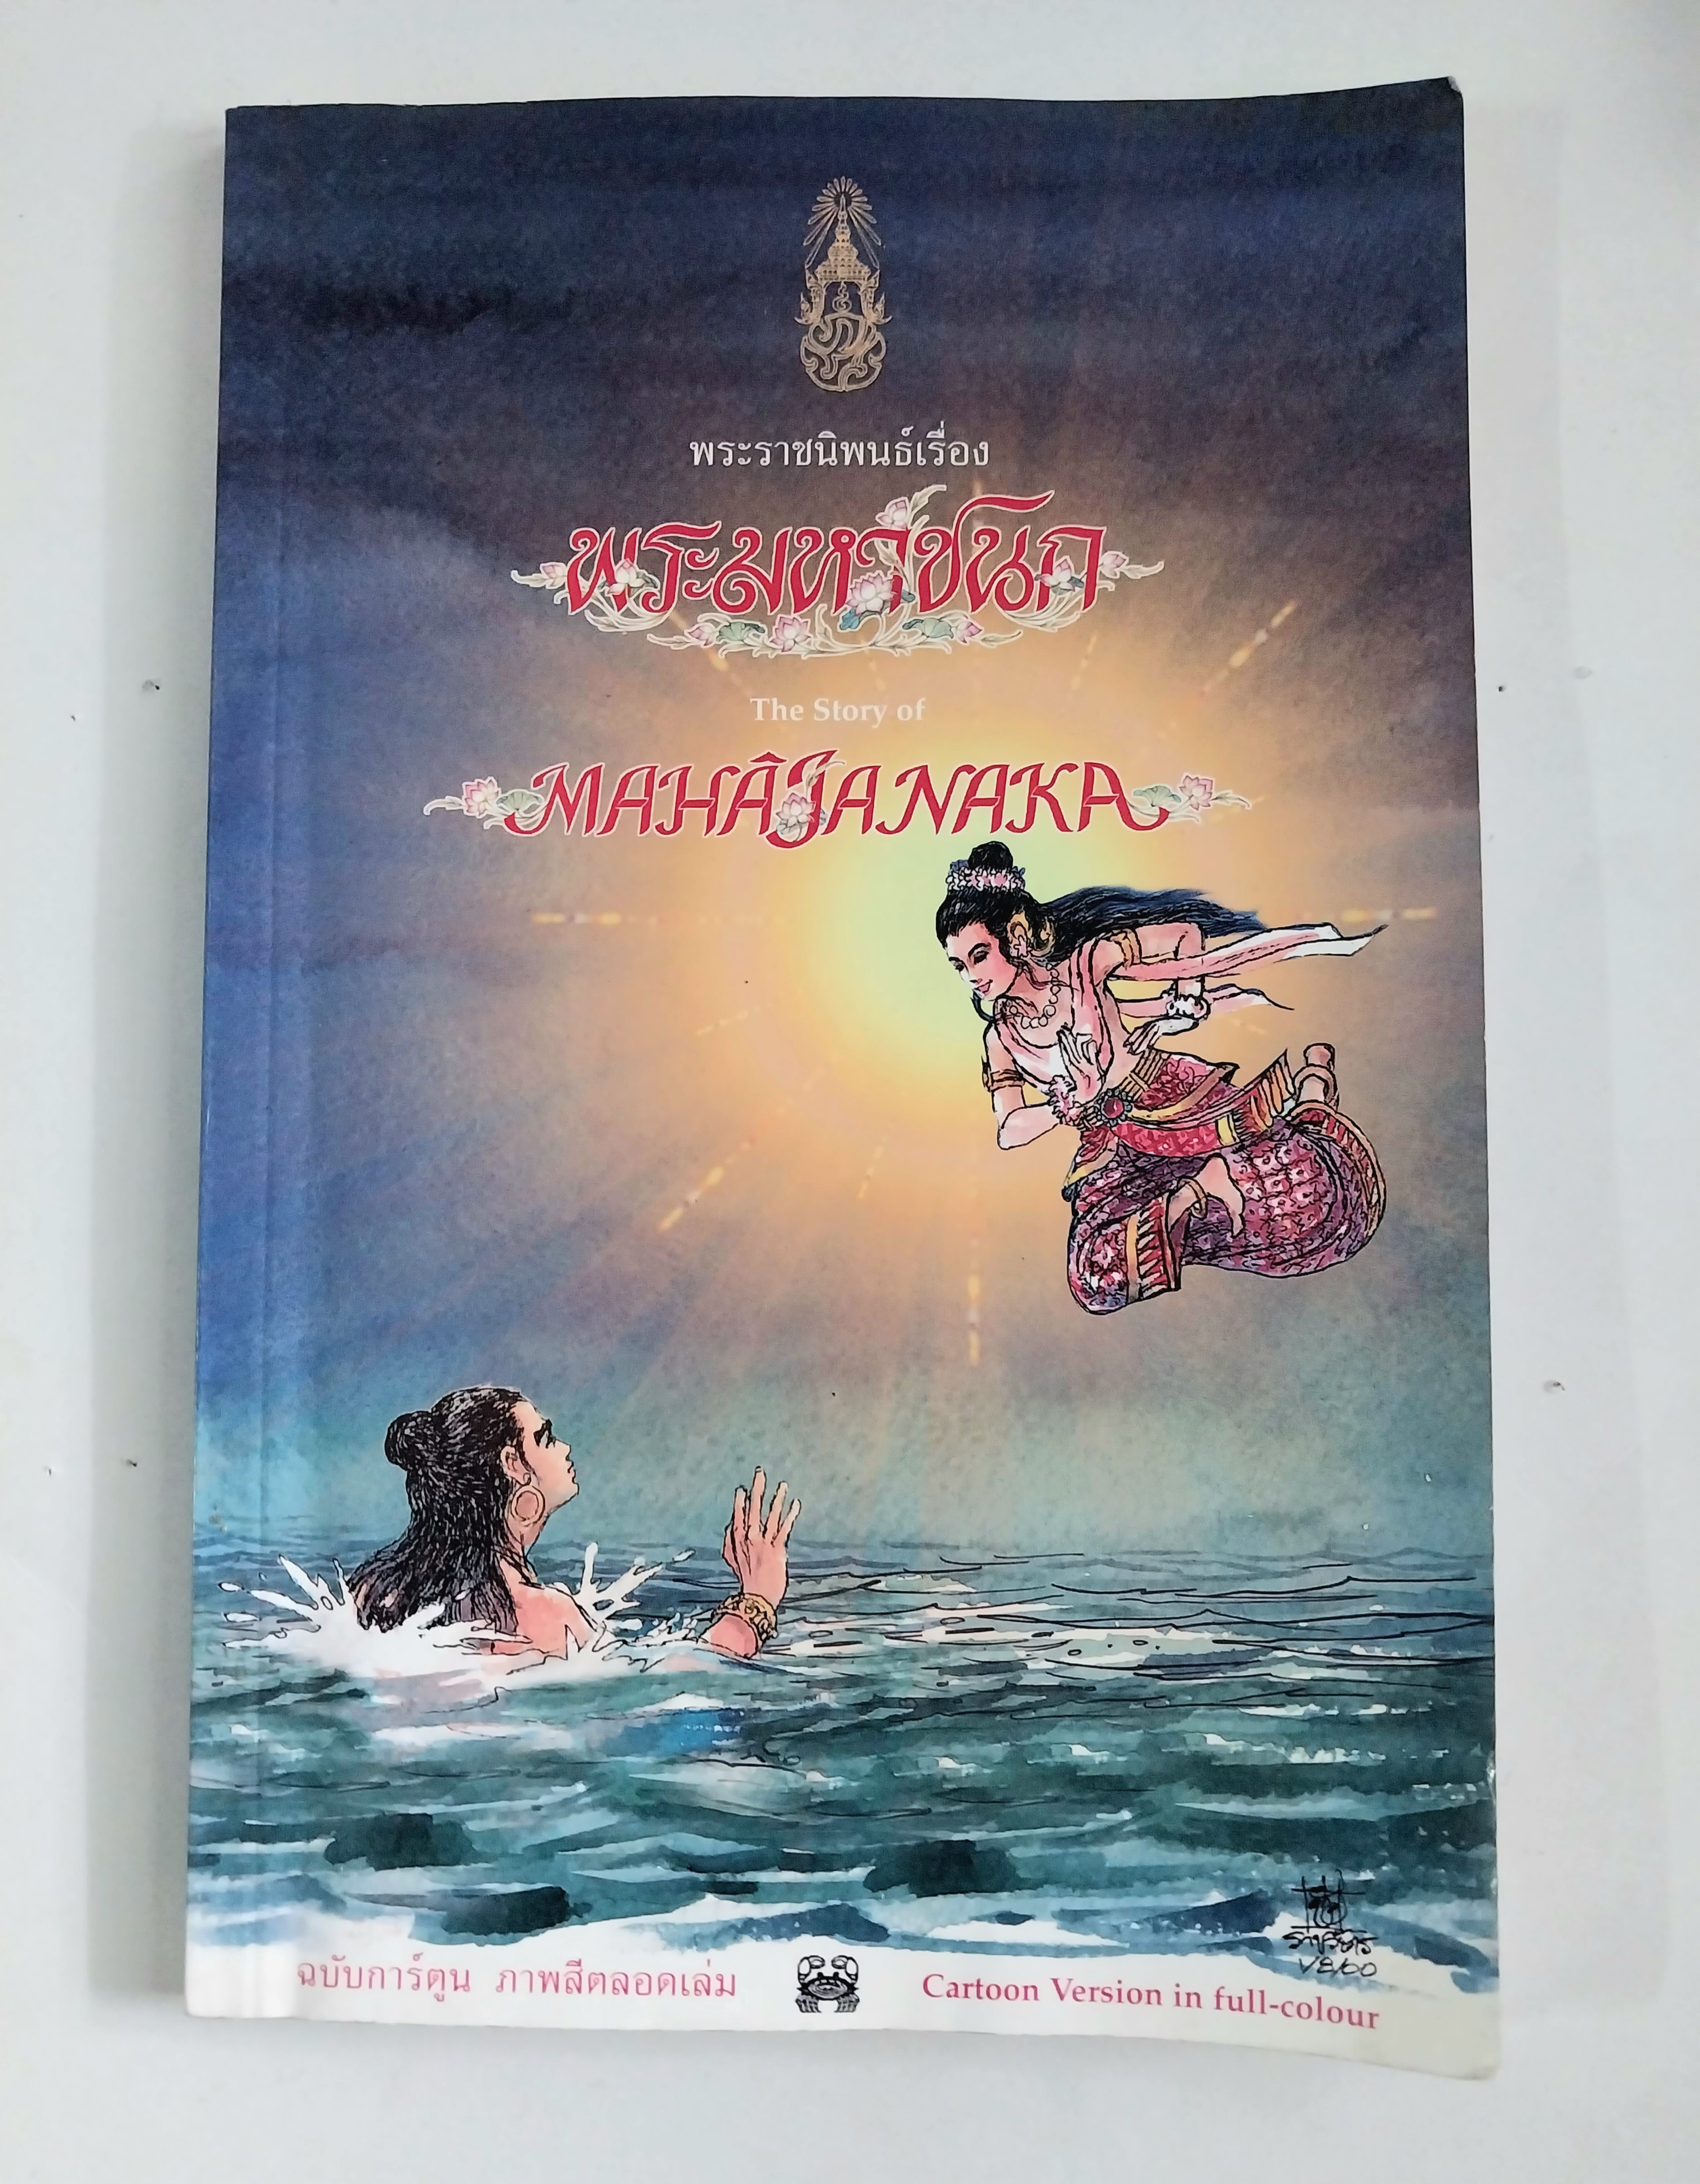 พระราชนิพนธ์เรื่อง
พระมหาชนก
The Story of
MAHÂJANAKA
ฉบับการ์ตูน ภาพสีตลอดเล่ม
Cartoon Version in full-colour